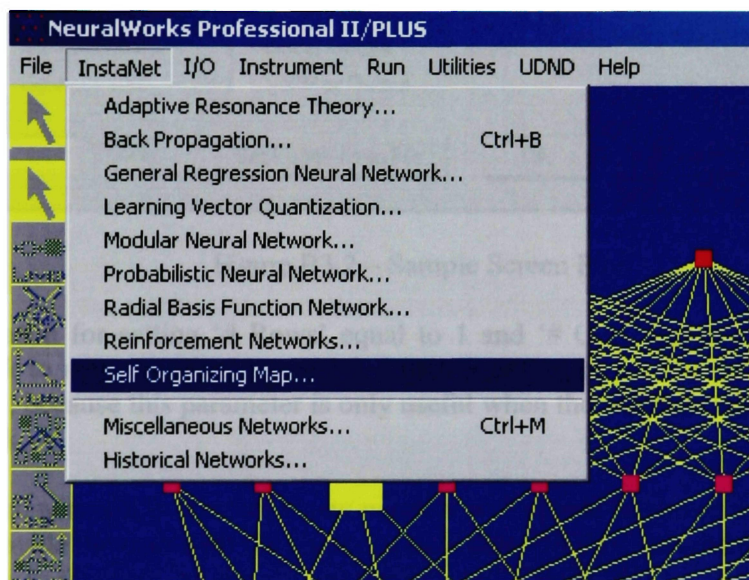 NeuralWorks Professional II/PLUS
File InstaNet I/O Instrument Run Utilities UDND Help
Adaptive Resonance Theory...
Back Propagation... Ctrl+B
General Regression Neural Network...
Learning Vector Quantization...
Modular Neural Network...
Probabilistic Neural Network...
Radial Basis Function Network...
Reinforcement Networks...
Self Organizing Map...
Miscellaneous Networks... Ctrl+M
Historical Networks...